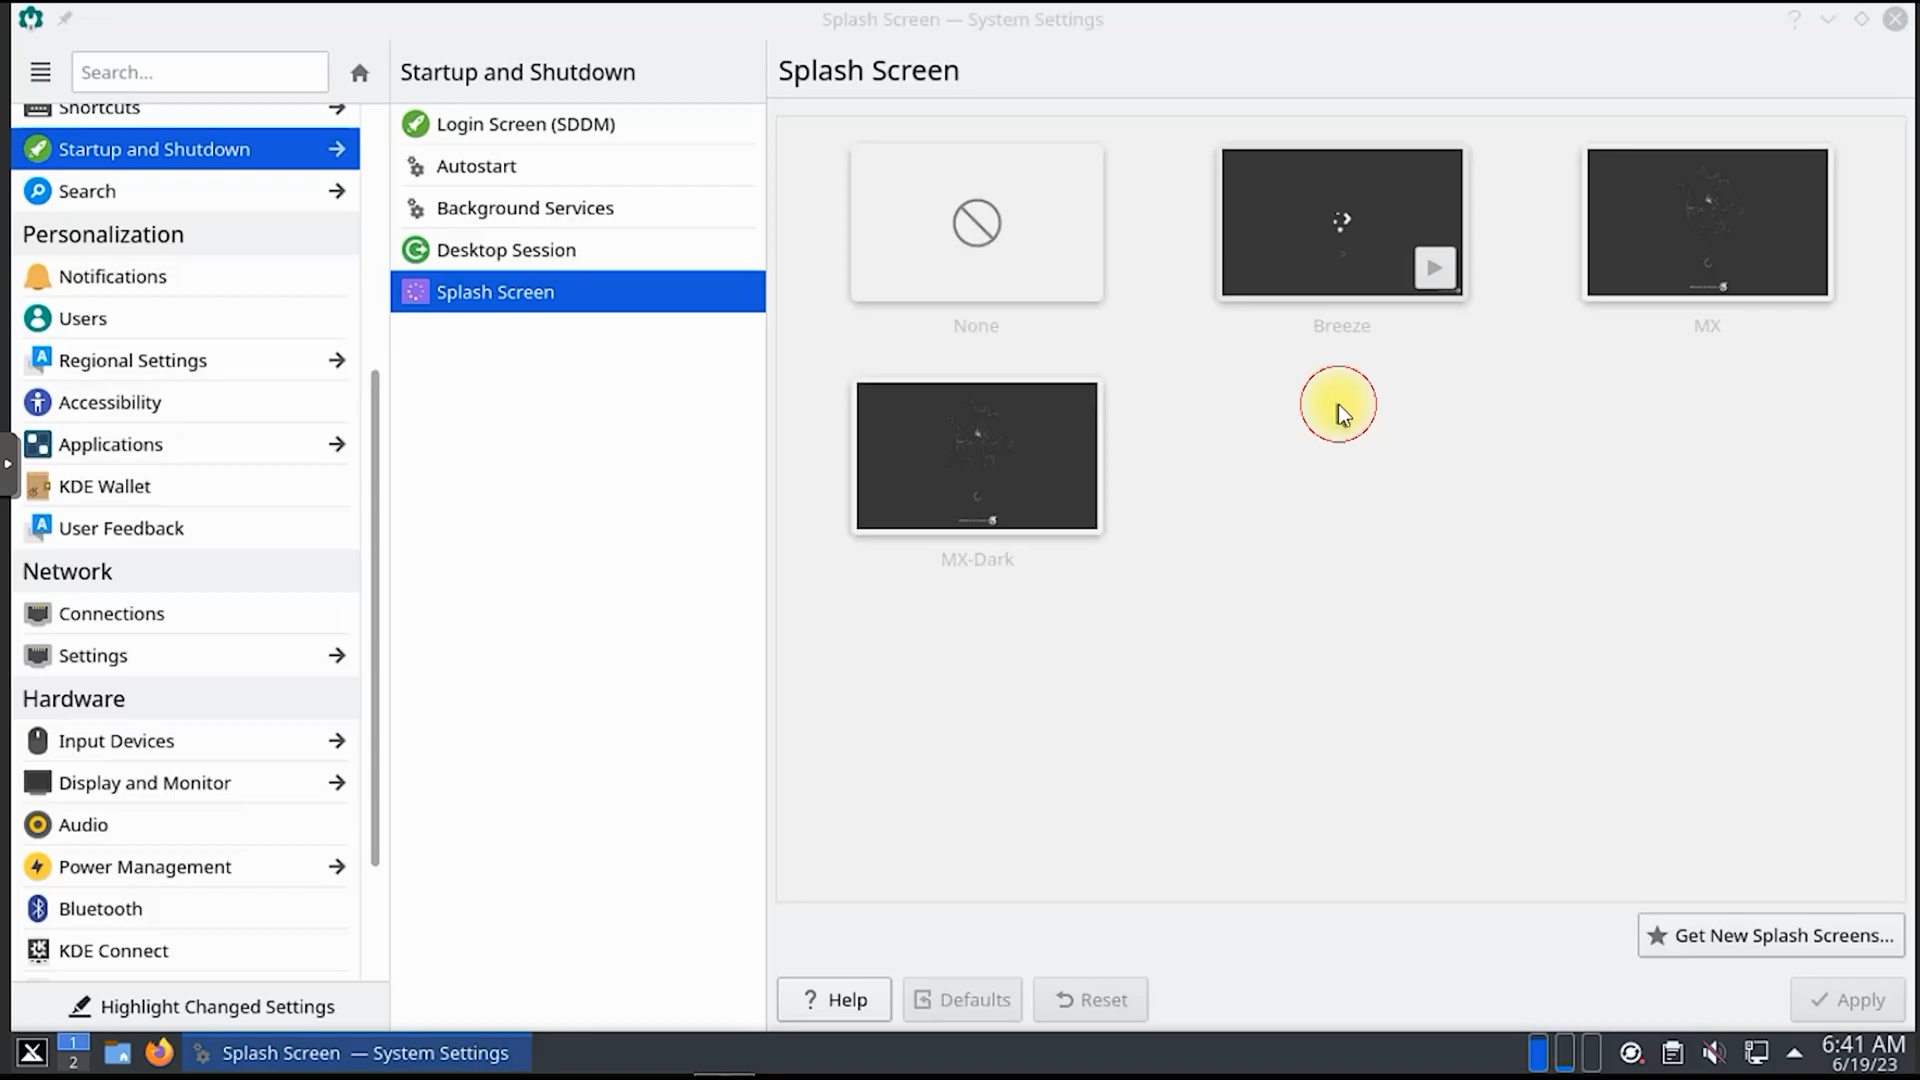 Splash Screen — System Settings
Search...
Startup and Shutdown
Splash Screen
Shortcuts
Startup and Shutdown
Search
Personalization
Notifications
Users
Regional Settings
Accessibility
Applications
KDE Wallet
User Feedback
Network
Connections
Settings
Hardware
Input Devices
Display and Monitor
Audio
Power Management
Bluetooth
KDE Connect
Highlight Changed Settings
Login Screen (SDDM)
Autostart
Background Services
Desktop Session
Splash Screen
None
Breeze
MX
MX-Dark
Get New Splash Screens...
? Help
Defaults
Reset
Apply
1
2
Splash Screen — System Settings
6:41 AM
6/19/23